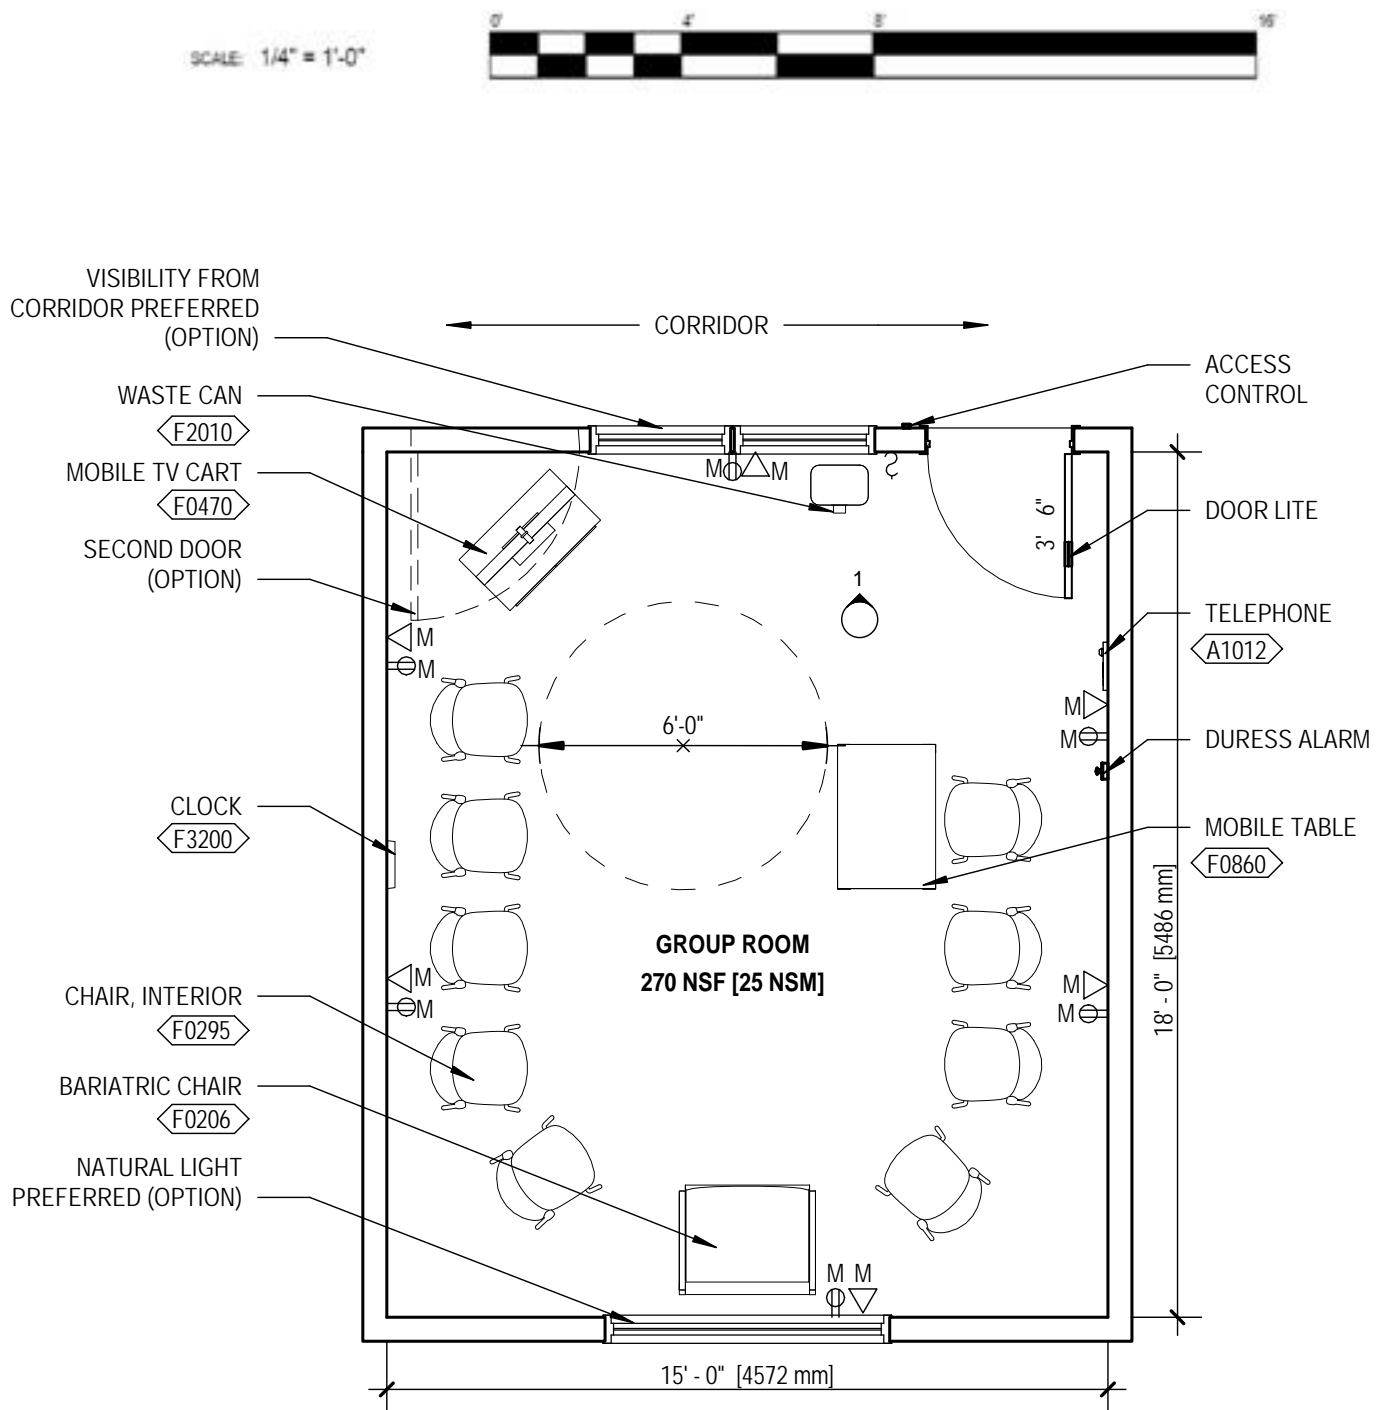 0' 4' 8' 16'
SCALE: 1/4" = 1'-0"
VISIBILITY FROM
CORRIDOR PREFERRED
(OPTION)
CORRIDOR
WASTE CAN
F2010
MOBILE TV CART
F0470
SECOND DOOR
(OPTION)
CLOCK
F3200
CHAIR, INTERIOR
F0295
BARIATRIC CHAIR
F0206
NATURAL LIGHT
PREFERRED (OPTION)
ACCESS
CONTROL
DOOR LITE
TELEPHONE
A1012
DURESS ALARM
MOBILE TABLE
F0860
M M
3' 6"
1
M
M
M
M
6'-0"
GROUP ROOM
270 NSF [25 NSM]
M
M
M
M
M M
18' - 0" [5486 mm]
15' - 0" [4572 mm]